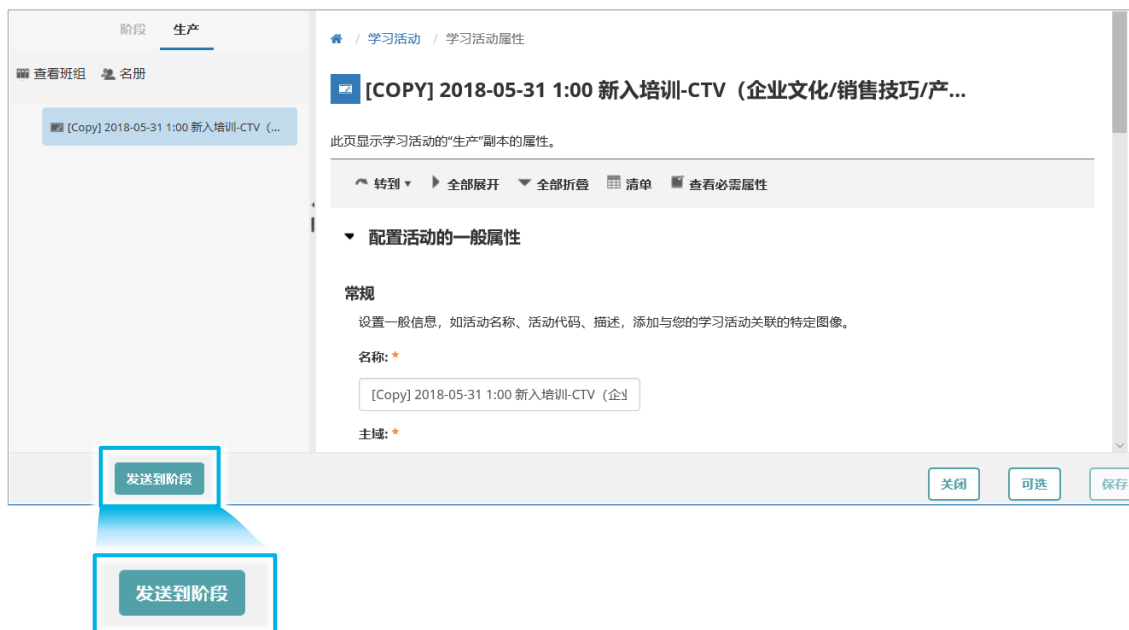 阶段 生产
查看班组 名册
[Copy] 2018-05-31 1:00 新入培训-CTV（...
/ 学习活动 / 学习活动属性
[COPY] 2018-05-31 1:00 新入培训-CTV（企业文化/销售技巧/产...
此页显示学习活动的“生产”副本的属性。
转到 全部展开 全部折叠 清单 查看必需属性
配置活动的一般属性
常规
设置一般信息，如活动名称、活动代码、描述，添加与您的学习活动关联的特定图像。
名称: *
[Copy] 2018-05-31 1:00 新入培训-CTV（企
主域: *
发送到阶段 关闭 可选 保存
发送到阶段